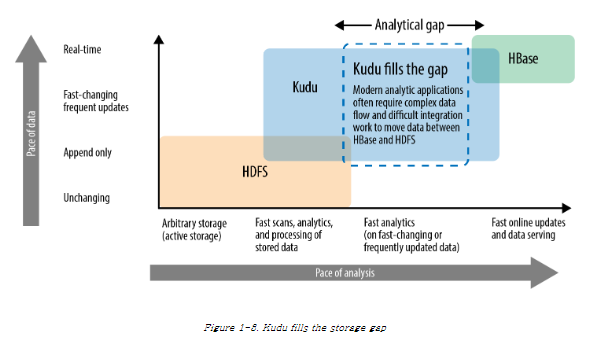 Analytical gap
Real-time
Fast-changing
frequent updates
Append only
Unchanging
Pace of data
Kudu
Kudu fills the gap
Modern analytic applications
often require complex data
flow and difficult integration
work to move data between
HBase and HDFS
HBase
HDFS
Arbitrary storage
(active storage)
Fast scans, analytics,
and processing of
stored data
Fast analytics
(on fast-changing or
frequently updated data)
Fast online updates
and data serving
Pace of analysis
Figure 1-8. Kudu fills the storage gap